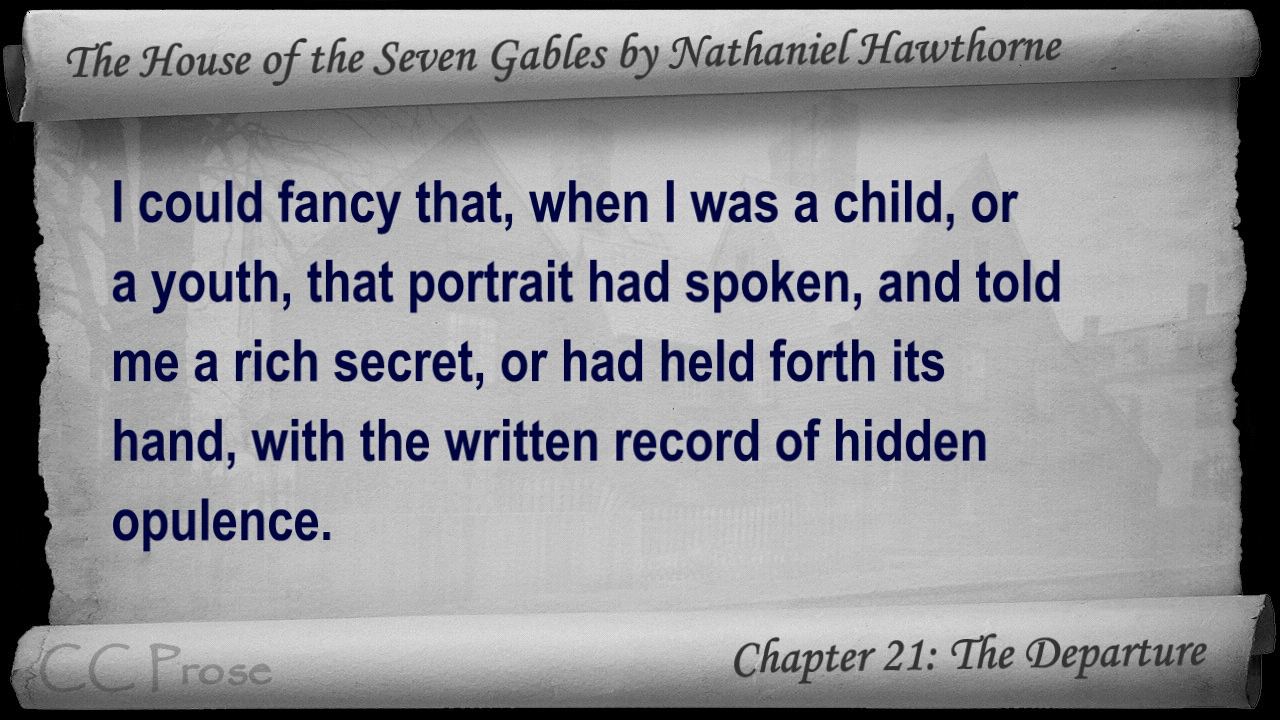 The House of the Seven Gables by Nathaniel Hawthorne
I could fancy that, when I was a child, or
a youth, that portrait had spoken, and told
me a rich secret, or had held forth its
hand, with the written record of hidden
opulence.
CC Prose
Chapter 21: The Departure